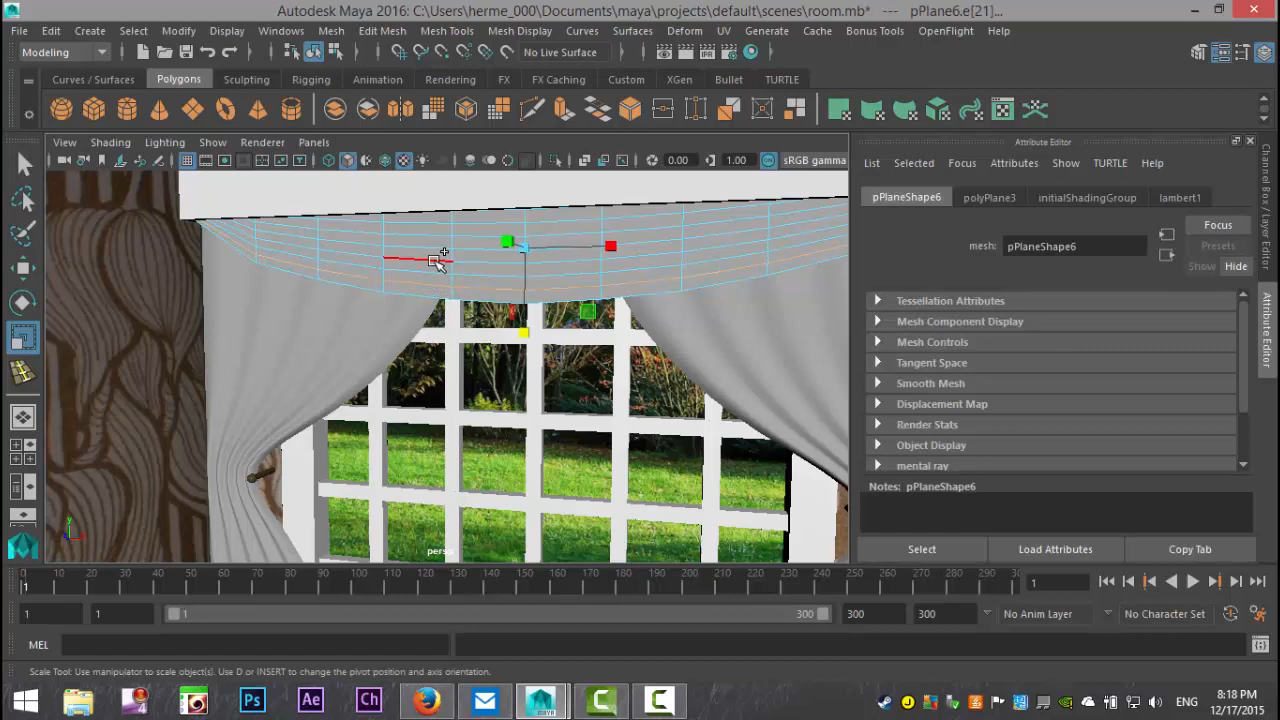 Autodesk Maya 2016: C:\Users\herme_000\Documents\maya\projects\default\scenes\room.mb* --- pPlane6.e[21]...
File Edit Create Select Modify Display Windows Mesh Edit Mesh Mesh Tools Mesh Display Curves Surfaces Deform UV Generate Cache Bonus Tools OpenFlight Help
Modeling No Live Surface
Curves / Surfaces Polygons Sculpting Rigging Animation Rendering FX FX Caching Custom XGen Bullet TURTLE
View Shading Lighting Show Renderer Panels
0.00 1.00 sRGB gamma
Attribute Editor
List Selected Focus Attributes Show TURTLE Help
pPlaneShape6 polyPlane3 initialShadingGroup lambert1
mesh: pPlaneShape6
Focus
Presets
Show Hide
Tessellation Attributes
Mesh Component Display
Mesh Controls
Tangent Space
Smooth Mesh
Displacement Map
Render Stats
Object Display
mental ray
Notes: pPlaneShape6
Select Load Attributes Copy Tab
Channel Box / Layer Editor
Attribute Editor
persp
0 10 20 30 40 50 60 70 80 90 100 110 120 130 140 150 160 170 180 190 200 210 220 230 240 250 260 270 280 290 30
1
1
1 1 1 300 300 300 No Anim Layer No Character Set
MEL
Scale Tool: Use manipulator to scale object(s). Use D or INSERT to change the pivot position and axis orientation.
Ps Ae Ch MAYA
ENG
8:18 PM
12/17/2015